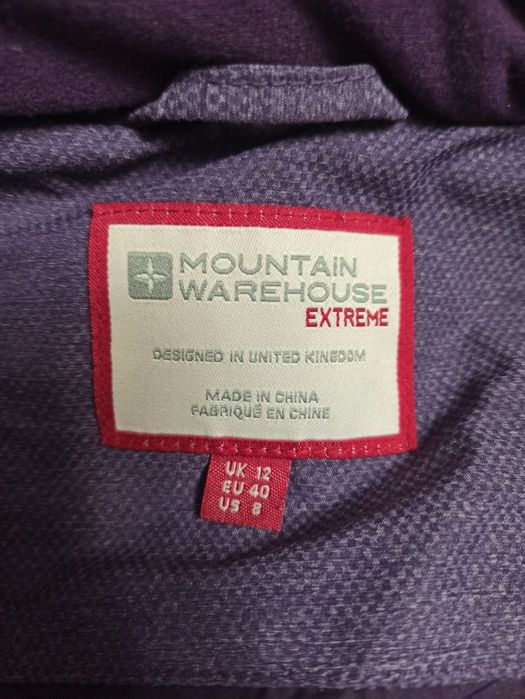 MOUNTAIN
WAREHOUSE
EXTREME
DESIGNED IN UNITED KINGDOM
MADE IN CHINA
FABRIQUÉ EN CHINE
UK 12
EU 40
US 8